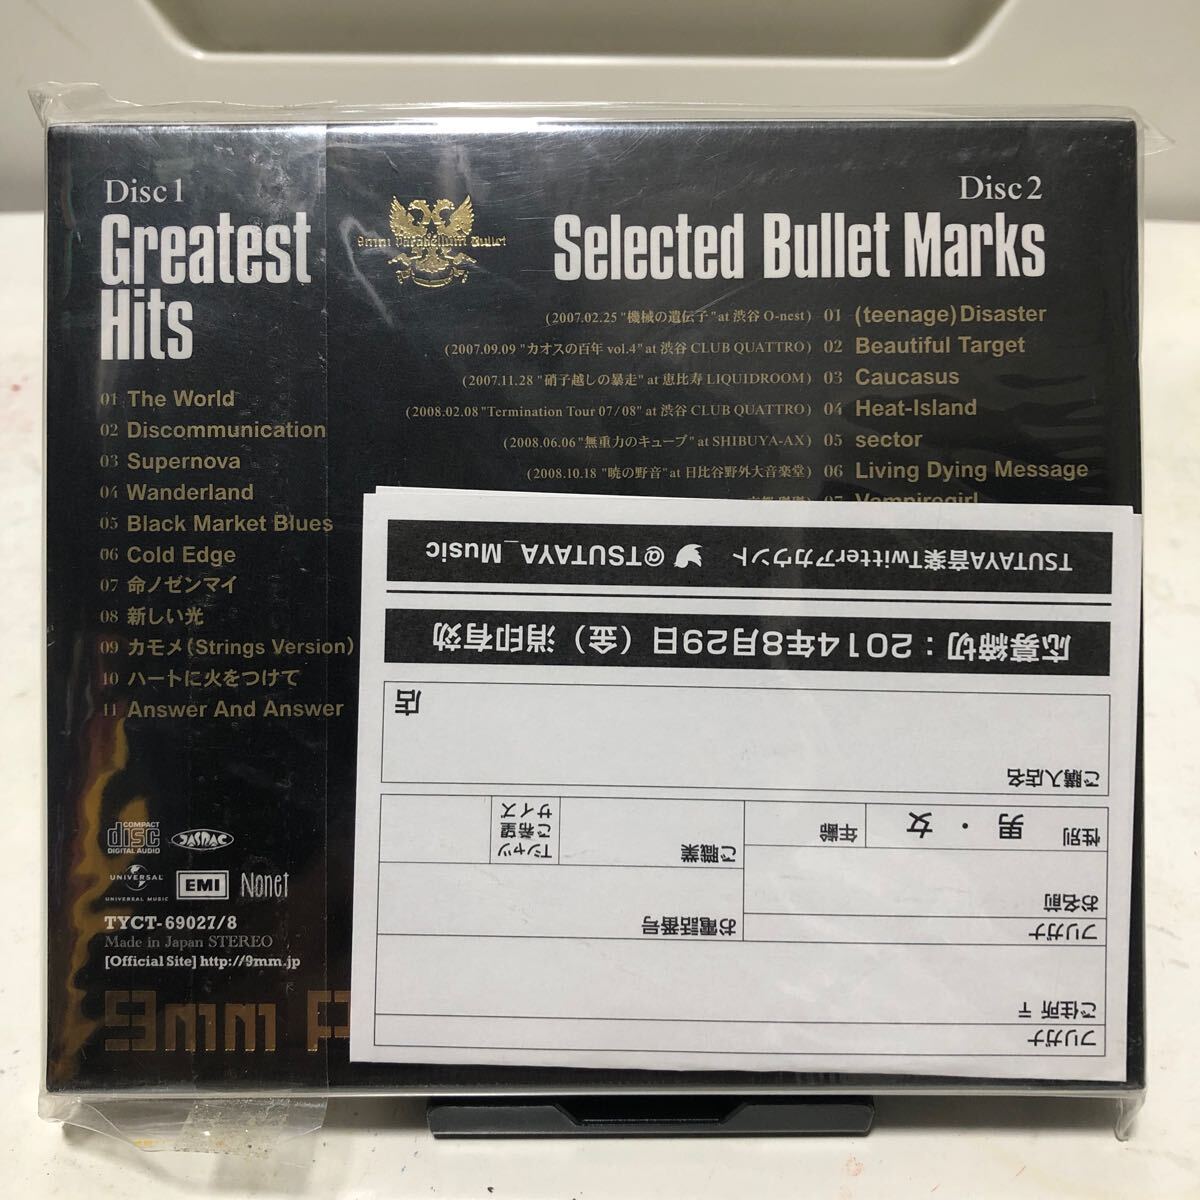 Disc 1
Greatest
Hits
01 The World
02 Discommunication
03 Supernova
04 Wanderland
05 Black Market Blues
06 Cold Edge
07 命ノゼンマイ
08 新しい光
09 カモメ(Strings Version)
10 ハートに火をつけて
11 Answer And Answer
9mm Parabellum Bullet
Disc 2
Selected Bullet Marks
(2007.02.25 "機械の遺伝子" at 渋谷 O-nest) 01 (teenage)Disaster
(2007.09.09 "カオスの百年 vol.4" at 渋谷 CLUB QUATTRO) 02 Beautiful Target
(2007.11.28 "硝子越しの暴走" at 恵比寿 LIQUIDROOM) 03 Caucasus
(2008.02.08 "Termination Tour 07/08" at 渋谷 CLUB QUATTRO) 04 Heat-Island
(2008.06.06 "無重力のキューブ" at SHIBUYA-AX) 05 sector
(2008.10.18 "暁の野音" at 日比谷野外大音楽堂) 06 Living Dying Message
07 Vampiregirl
COMPACT
disc
DIGITAL AUDIO
JASRAC
UNIVERSAL
UNIVERSAL MUSIC
EMI
Nonet
TYCT-69027/8
Made in Japan STEREO
[Official Site] http://9mm.jp
9mm P
フリガナ
ご住所 〒
フリガナ
お名前
お電話番号
性別
男 ・ 女
年齢
ご職業
Tシャツ
ご希望
サイズ
ご購入店名
店
応募締切：2014年8月29日（金）消印有効
TSUTAYA音楽Twitterアカウント @TSUTAYA_Music